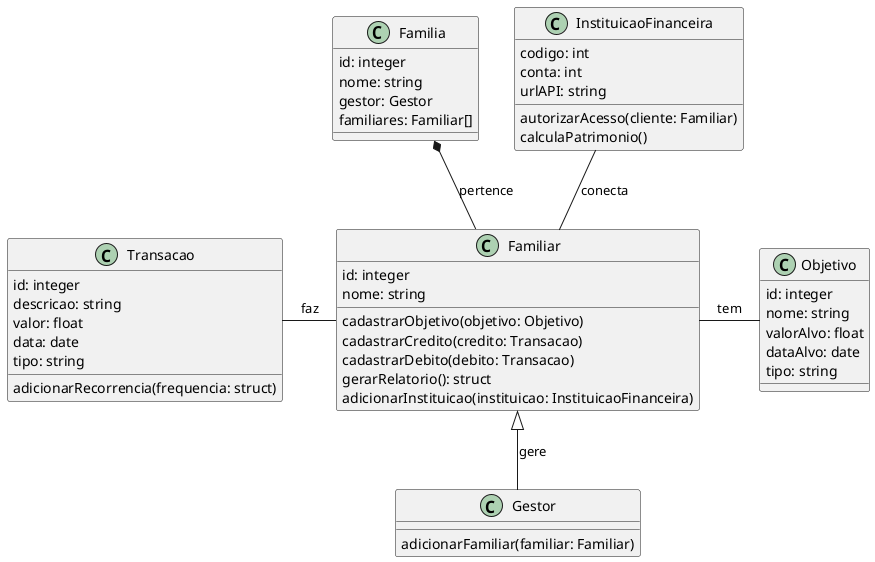 C Familia
id: integer
nome: string
gestor: Gestor
familiares: Familiar[]
C InstituicaoFinanceira
codigo: int
conta: int
urlAPI: string
autorizarAcesso(cliente: Familiar)
calculaPatrimonio()
pertence
conecta
C Transacao
id: integer
descricao: string
valor: float
data: date
tipo: string
adicionarRecorrencia(frequencia: struct)
faz
C Familiar
id: integer
nome: string
cadastrarObjetivo(objetivo: Objetivo)
cadastrarCredito(credito: Transacao)
cadastrarDebito(debito: Transacao)
gerarRelatorio(): struct
adicionarInstituicao(instituicao: InstituicaoFinanceira)
tem
C Objetivo
id: integer
nome: string
valorAlvo: float
dataAlvo: date
tipo: string
gere
C Gestor
adicionarFamiliar(familiar: Familiar)